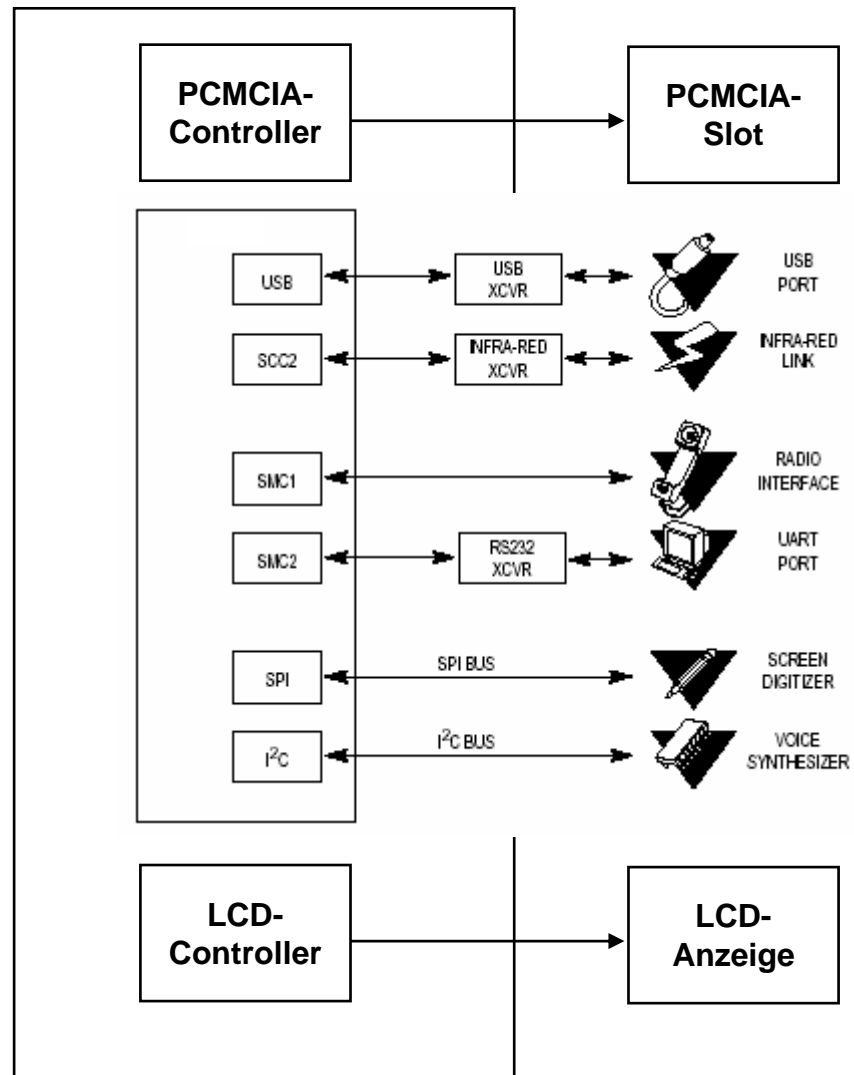 PCMCIA-
Controller
PCMCIA-
Slot
USB
USB
XCVR
USB
PORT
SCC2
INFRA-RED
XCVR
INFRA-RED
LINK
SMC1
RADIO
INTERFACE
SMC2
RS232
XCVR
UART
PORT
SPI
SPI BUS
SCREEN
DIGITIZER
I²C
I²C BUS
VOICE
SYNTHESIZER
LCD-
Controller
LCD-
Anzeige